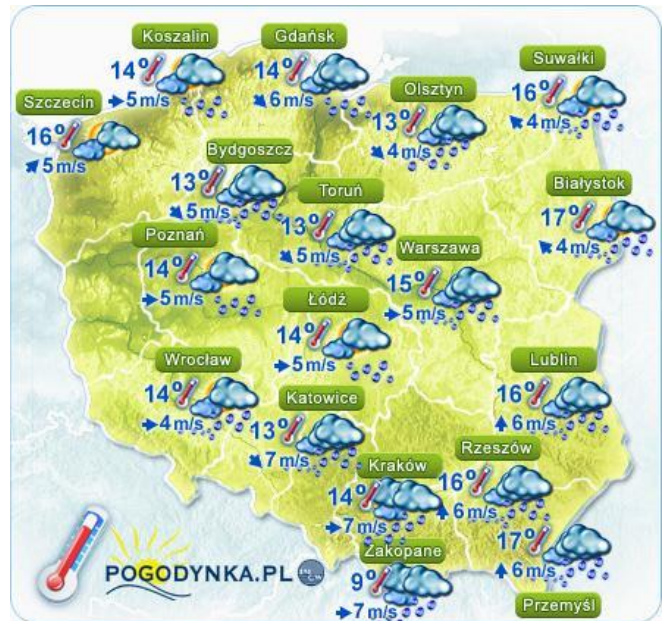 Koszalin
14°
5 m/s
Gdańsk
14°
6 m/s
Suwałki
16°
4 m/s
Szczecin
16°
5 m/s
Olsztyn
13°
4 m/s
Bydgoszcz
13°
5 m/s
Toruń
13°
5 m/s
Białystok
17°
4 m/s
Poznań
14°
5 m/s
Warszawa
15°
5 m/s
Łódź
14°
5 m/s
Wrocław
14°
4 m/s
Katowice
13°
7 m/s
Lublin
16°
6 m/s
Kraków
14°
7 m/s
Rzeszów
16°
6 m/s
Zakopane
9°
7 m/s
17°
6 m/s
Przemyśl
POGODYNKA.PL